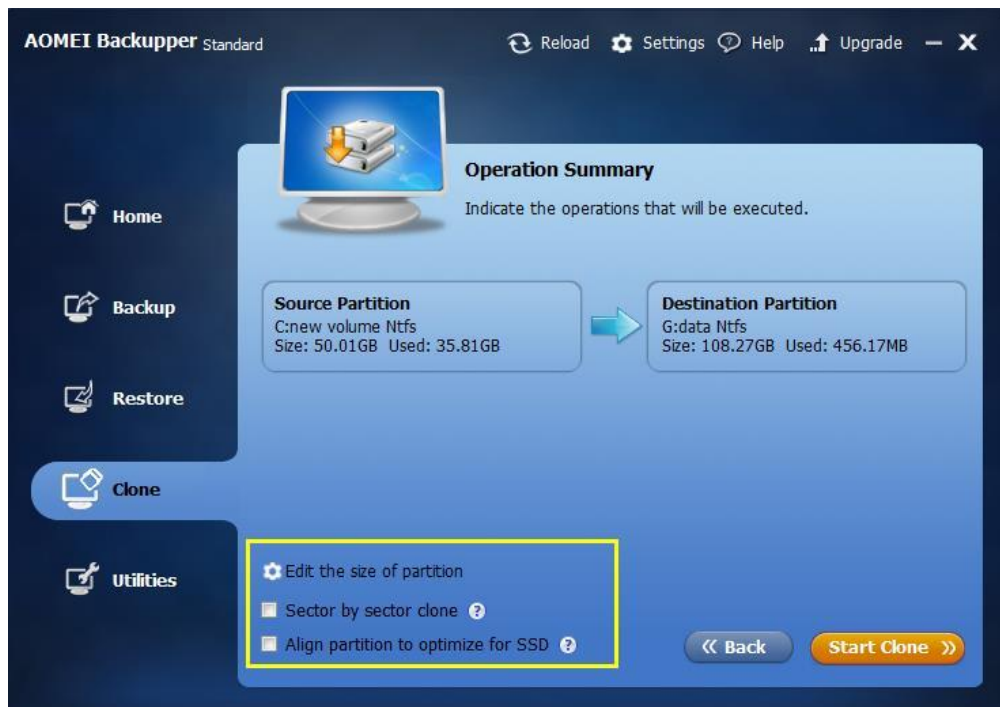 AOMEI Backupper Standard
Reload Settings Help Upgrade
Operation Summary
Indicate the operations that will be executed.
Home
Backup
Restore
Clone
Utilities
Source Partition
C:new volume Ntfs
Size: 50.01GB Used: 35.81GB
Destination Partition
G:data Ntfs
Size: 108.27GB Used: 456.17MB
Edit the size of partition
Sector by sector clone ?
Align partition to optimize for SSD ?
Back
Start Clone